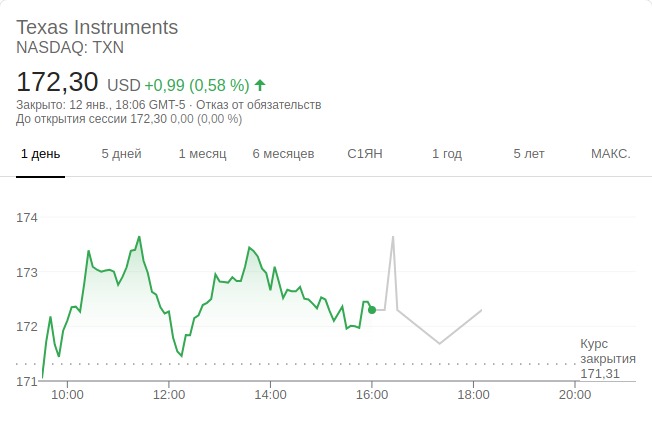 Texas Instruments
NASDAQ: TXN
172,30 USD +0,99 (0,58 %)
Закрыто: 12 янв., 18:06 GMT-5 · Отказ от обязательств
До открытия сессии 172,30 0,00 (0,00 %)
1 день 5 дней 1 месяц 6 месяцев С1ЯН 1 год 5 лет МАКС.
174
173
172
171
Курс
закрытия
171,31
10:00 12:00 14:00 16:00 18:00 20:00